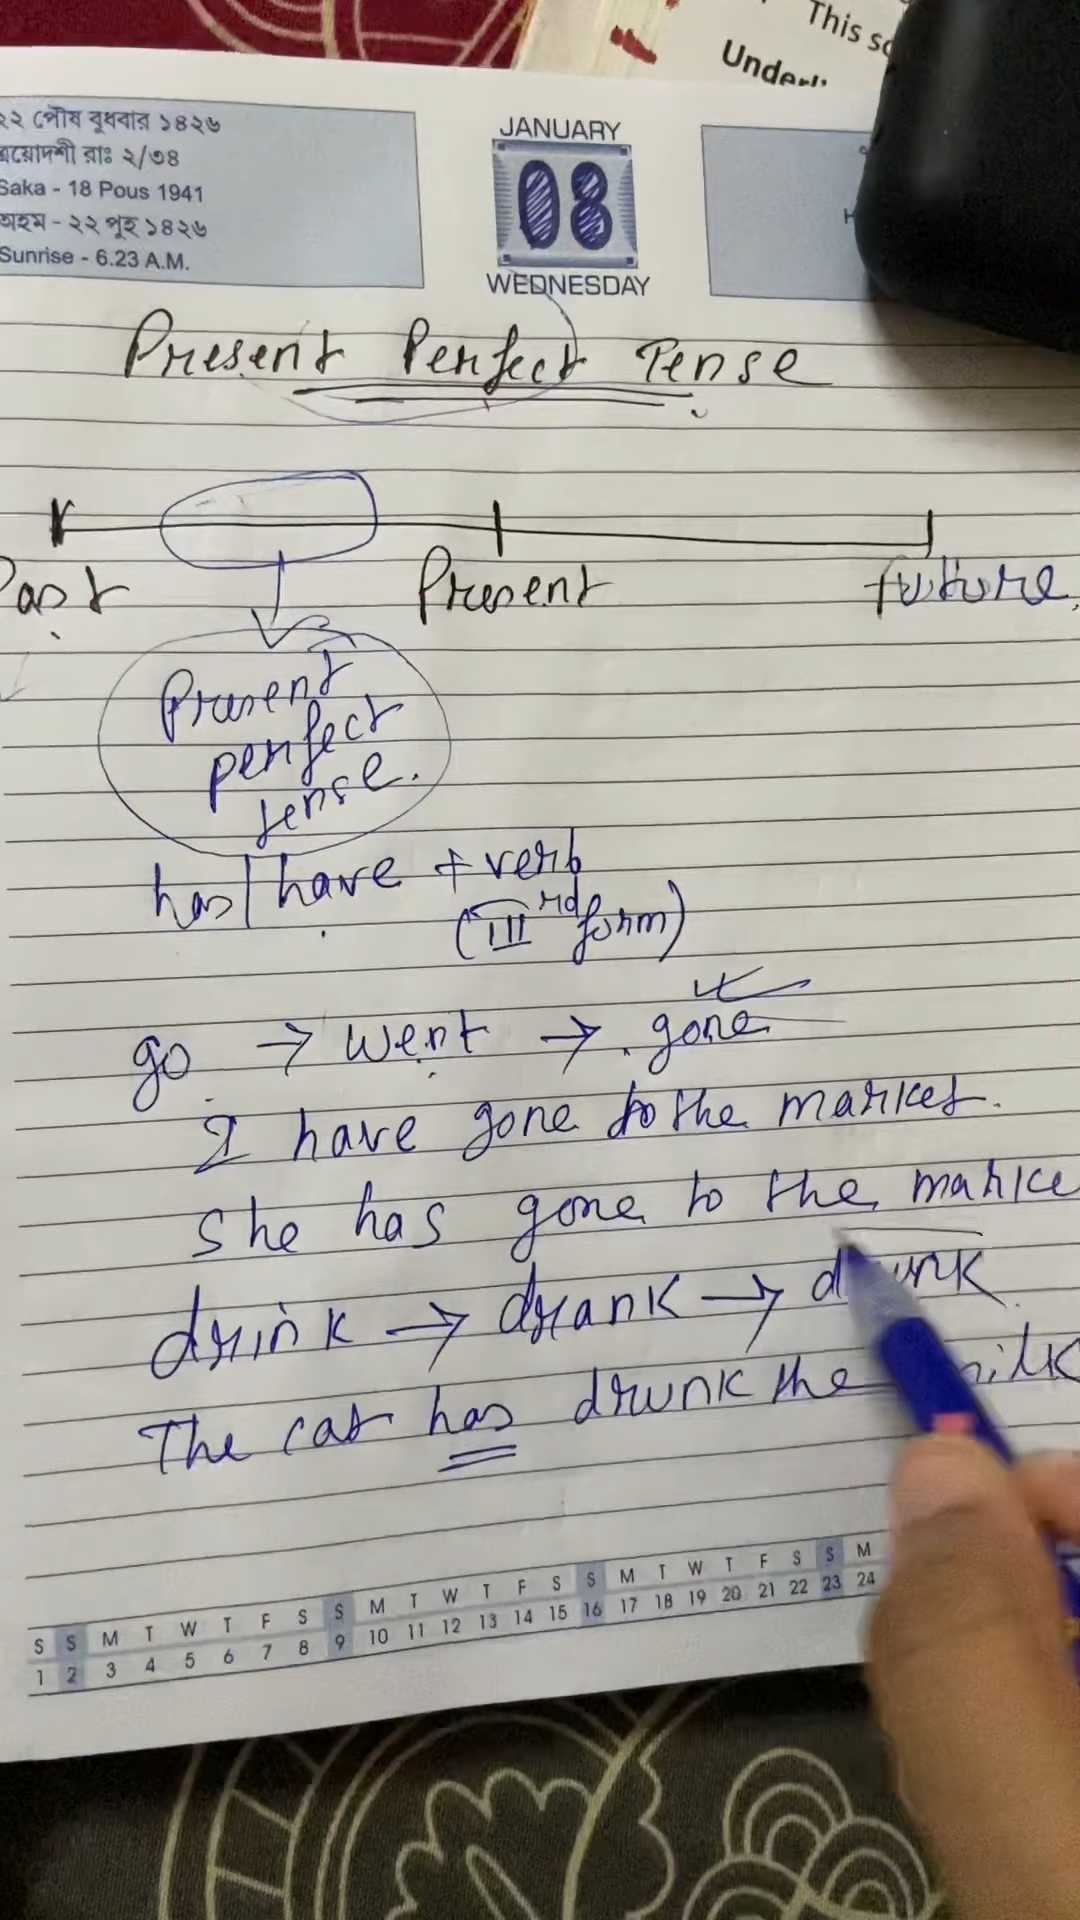 This
Underl
২২ পৌষ বুধবার ১৪২৬
ত্রয়োদশী রাঃ ২/৩৪
Saka - 18 Pous 1941
অহম - ২২ পুহ ১৪২৬
Sunrise - 6.23 A.M.
JANUARY
08
WEDNESDAY
H
Present Perfect Tense
Past Present future
Present
perfect
tense.
has/have + verb
(III rd form)
go → went → gone
I have gone to the market.
She has gone to the marke
drink → drank → drunk
The cat has drunk the milk
S S M T W T F S S M T W T F S S M T W T F S S M
1 2 3 4 5 6 7 8 9 10 11 12 13 14 15 16 17 18 19 20 21 22 23 24